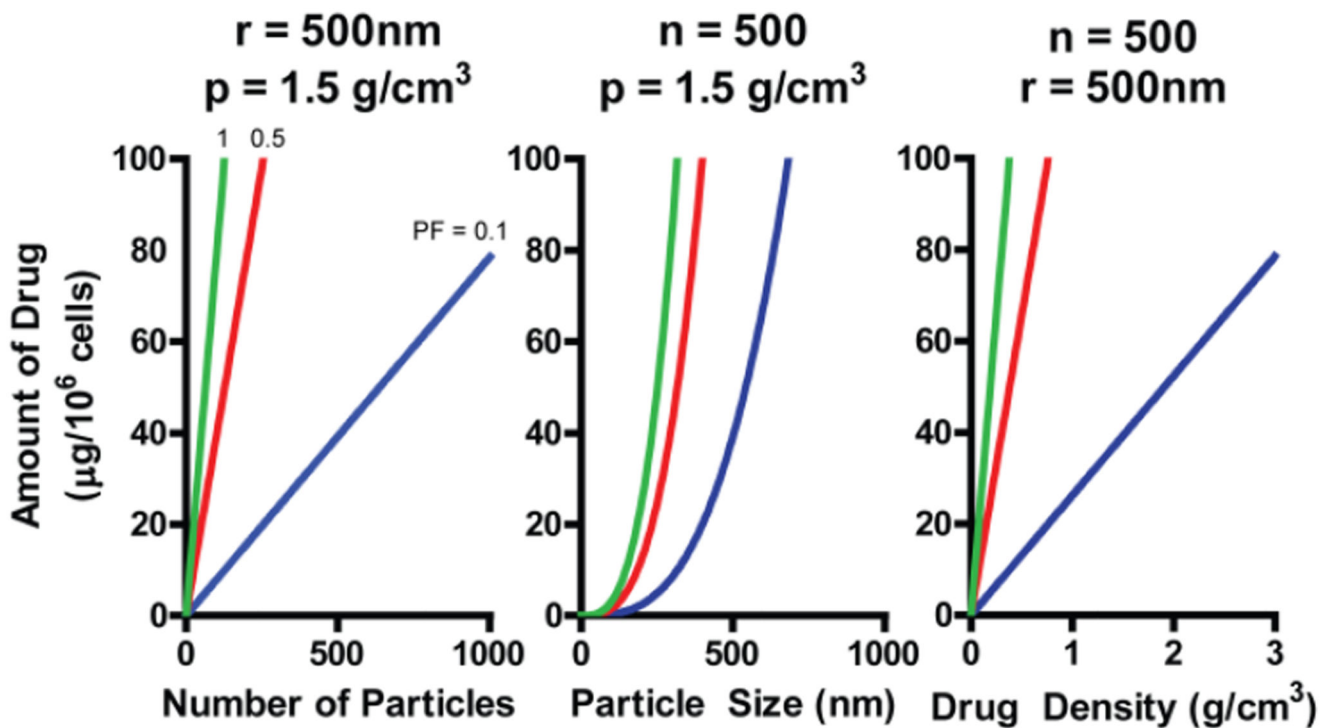 r = 500nm
p = 1.5 g/cm³
n = 500
p = 1.5 g/cm³
n = 500
r = 500nm
Amount of Drug
(µg/10⁶ cells)
1 0.5
PF = 0.1
100
80
60
40
20
0
0 500 1000
Number of Particles
100
80
60
40
20
0
0 500 1000
Particle Size (nm)
100
80
60
40
20
0
0 1 2 3
Drug Density (g/cm³)